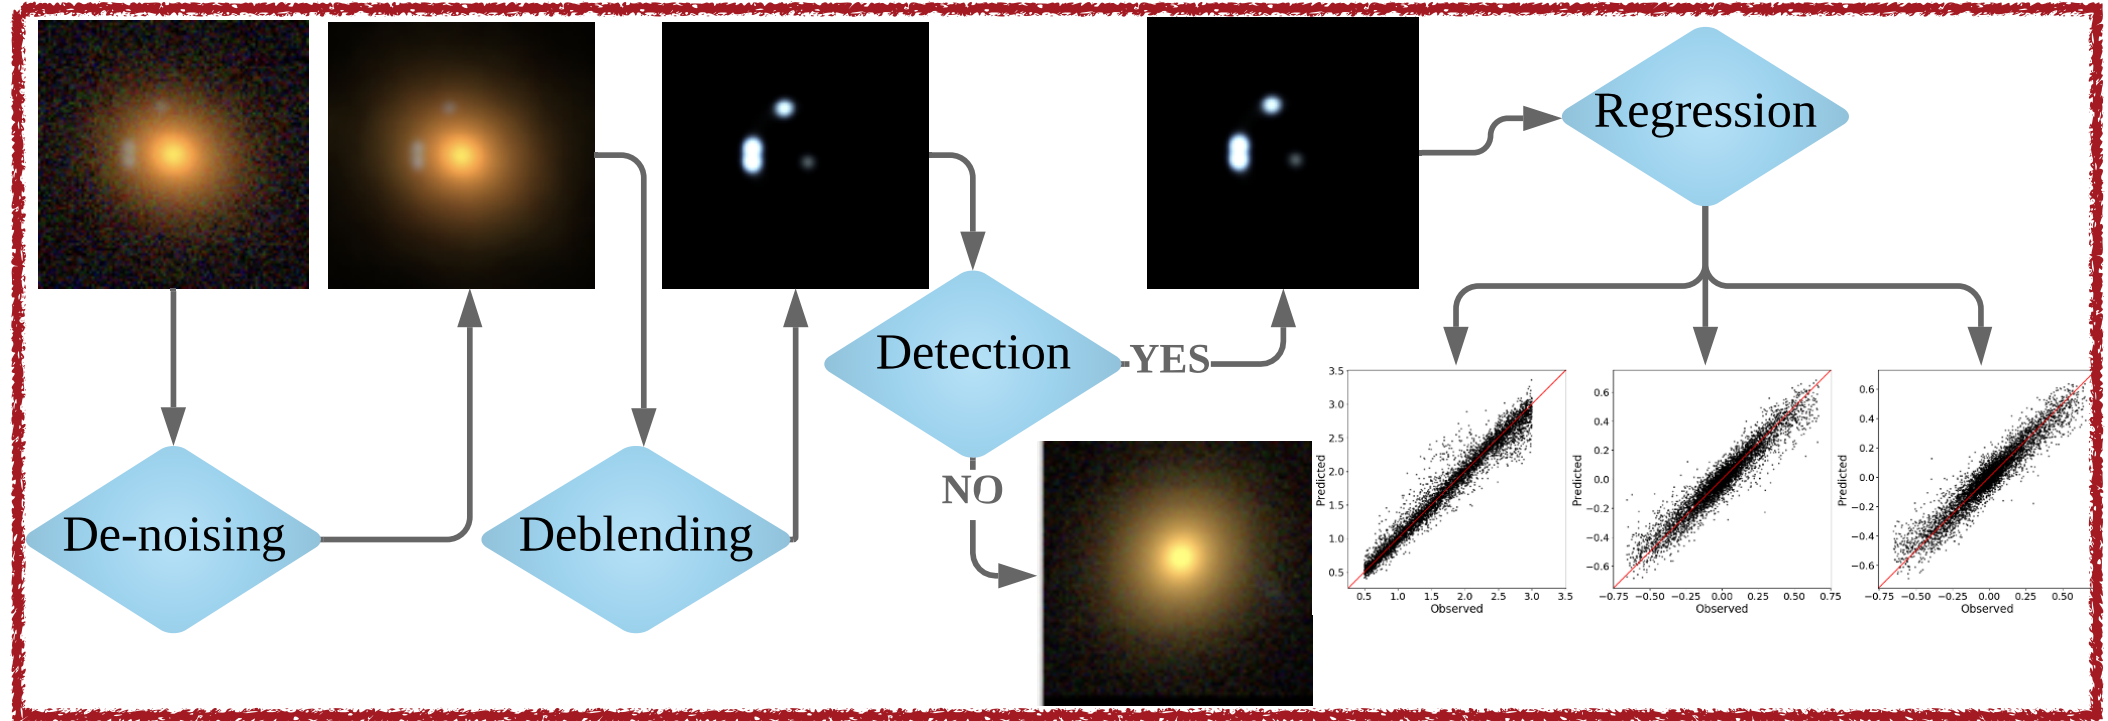 De-noising
Deblending
Detection
YES
NO
Regression
3.5
3.0
2.5
2.0
1.5
1.0
0.5
Predicted
0.5 1.0 1.5 2.0 2.5 3.0 3.5
Observed
0.6
0.4
0.2
0.0
−0.2
−0.4
−0.6
Predicted
−0.75 −0.50 −0.25 0.00 0.25 0.50 0.75
Observed
0.6
0.4
0.2
0.0
−0.2
−0.4
−0.6
Predicted
−0.75 −0.50 −0.25 0.00 0.25 0.50
Observed